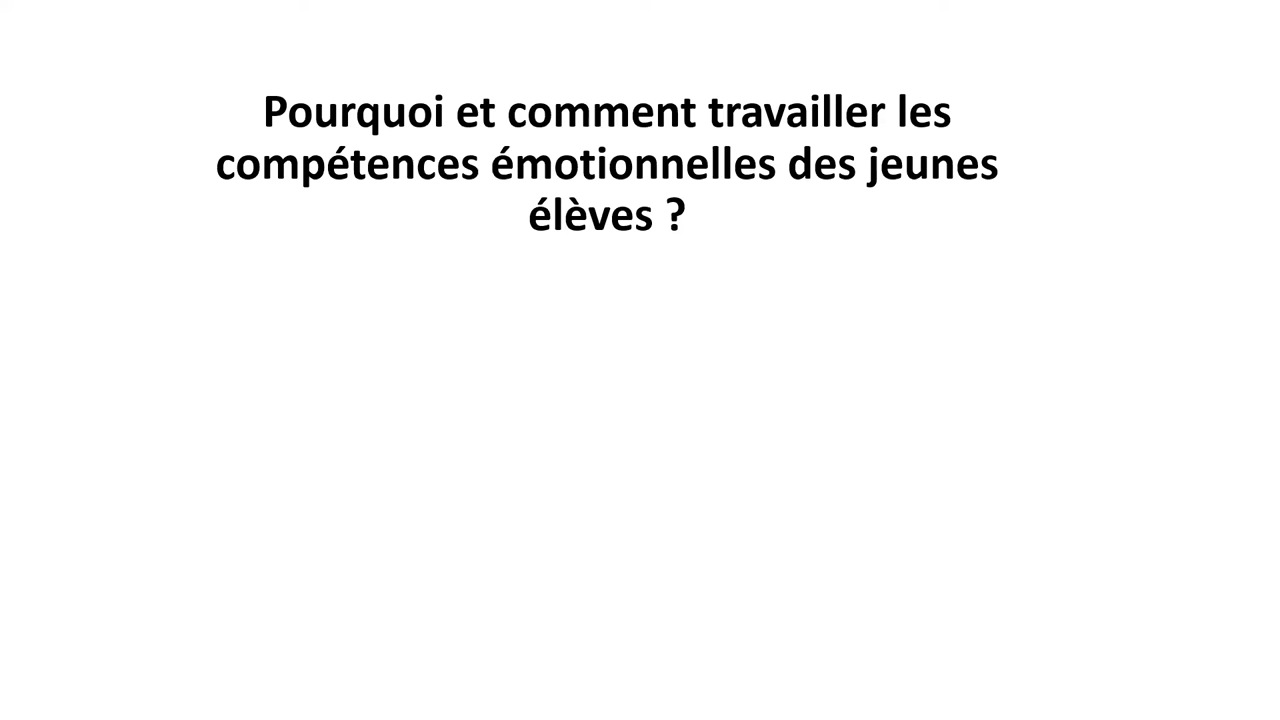 Pourquoi et comment travailler les
compétences émotionnelles des jeunes
élèves ?